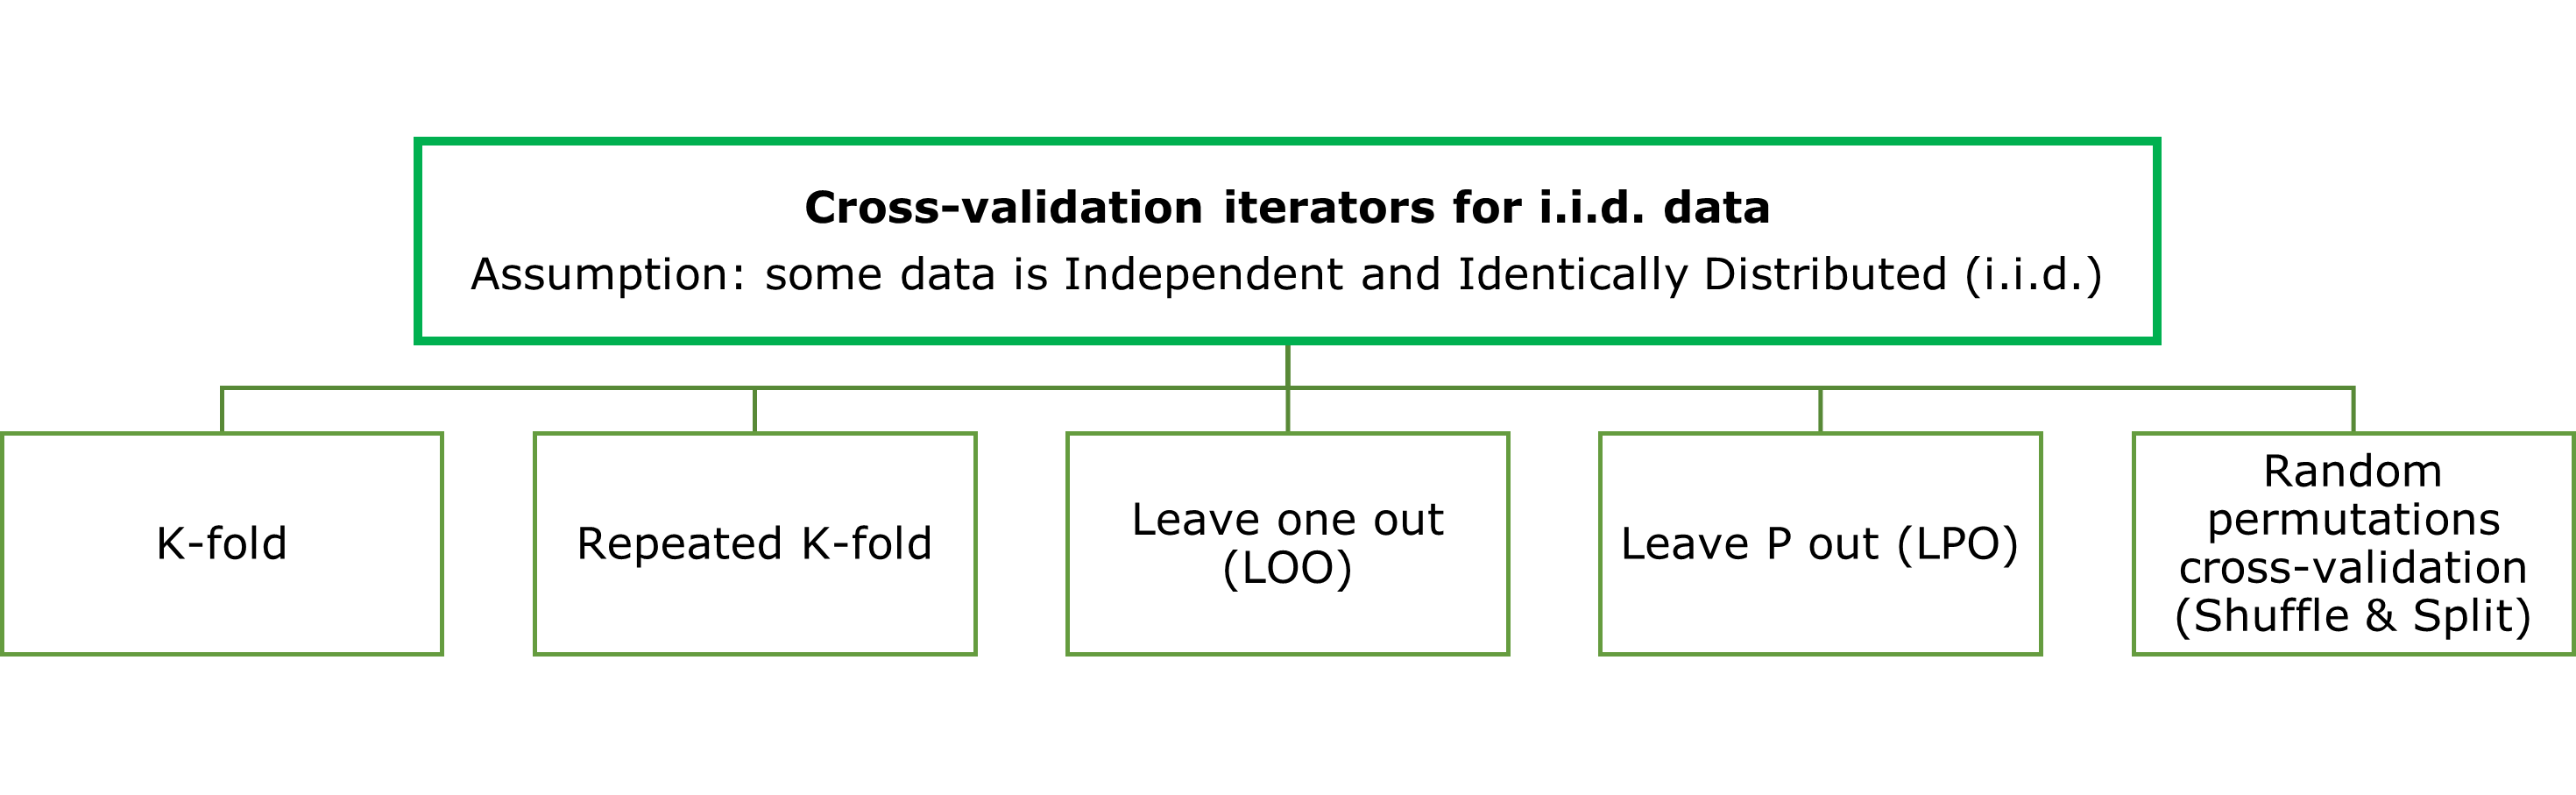 Cross-validation iterators for i.i.d. data
Assumption: some data is Independent and Identically Distributed (i.i.d.)
K-fold
Repeated K-fold
Leave one out
(LOO)
Leave P out (LPO)
Random
permutations
cross-validation
(Shuffle & Split)